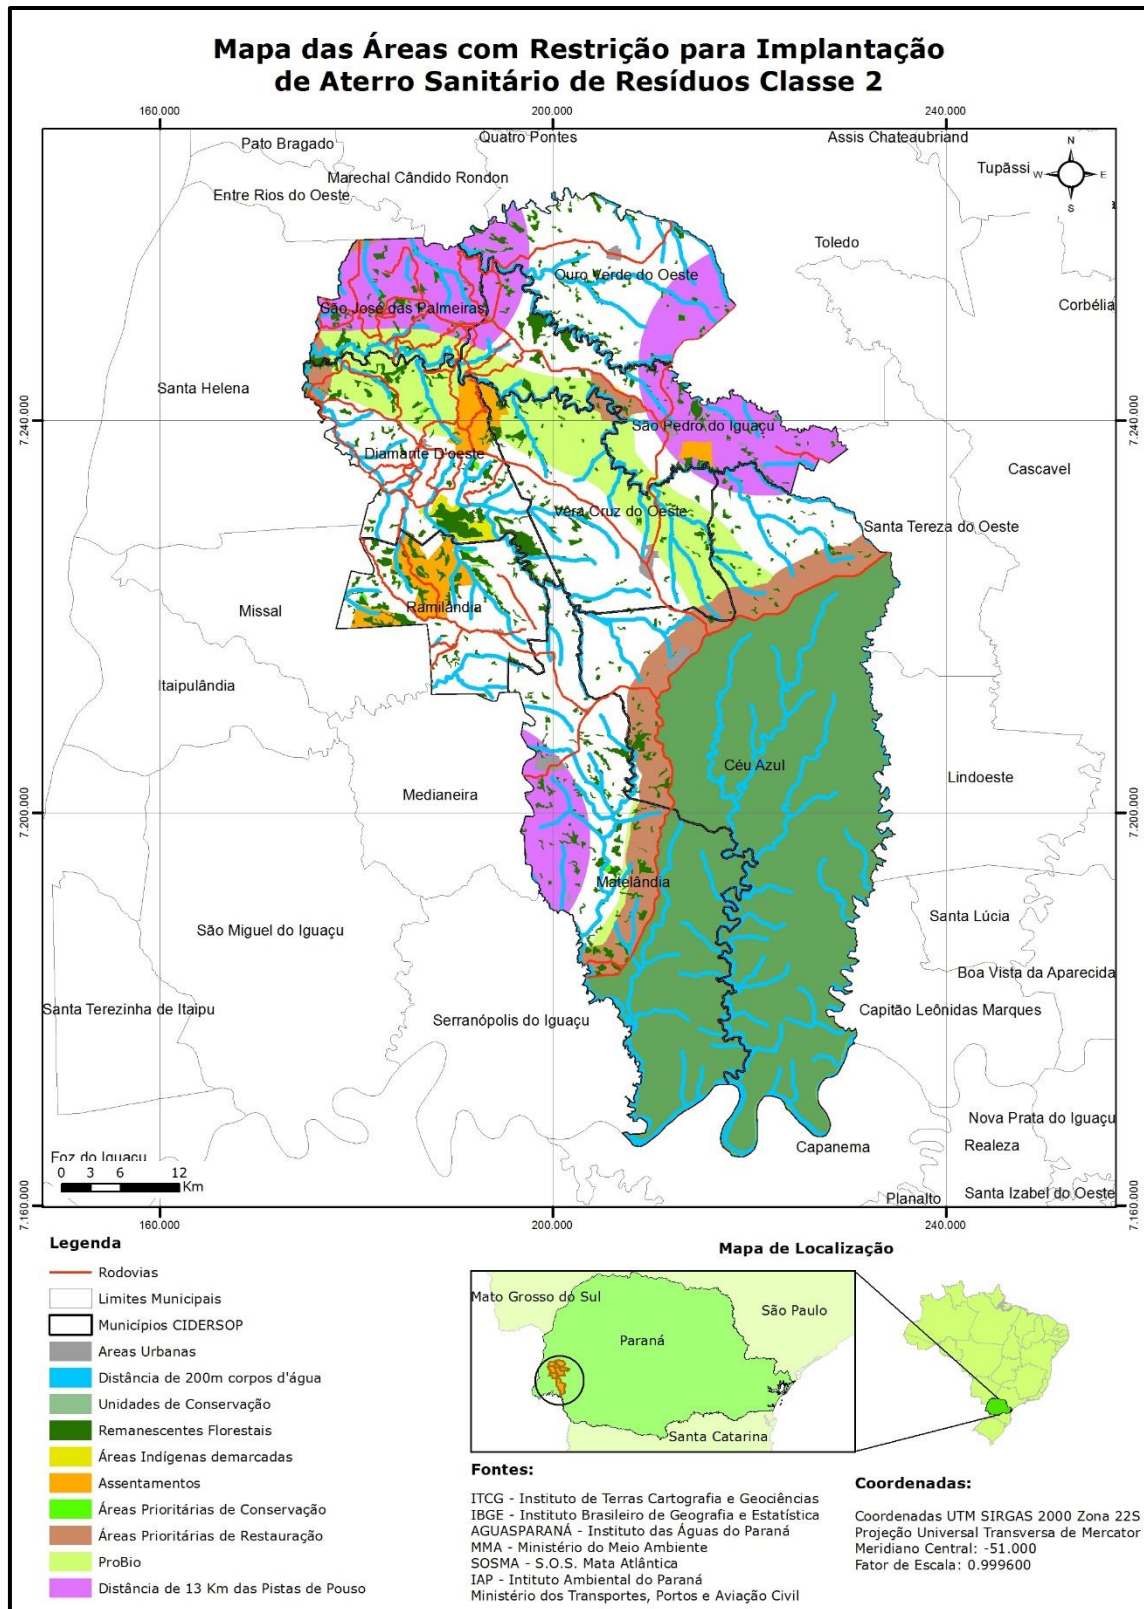 Mapa das Áreas com Restrição para Implantação
de Aterro Sanitário de Resíduos Classe 2
160.000
200.000
240.000
Pato Bragado
Quatro Pontes
Assis Chateaubriand
Marechal Cândido Rondon
Tupãssi
N
W
E
S
Entre Rios do Oeste
Toledo
Ouro Verde do Oeste
São José das Palmeiras
Corbélia
Santa Helena
7.240.000
7.240.000
São Pedro do Iguaçu
Diamante D'oeste
Cascavel
Vera Cruz do Oeste
Santa Tereza do Oeste
Missal
Ramilândia
Itaipulândia
Céu Azul
Lindoeste
Medianeira
7.200.000
7.200.000
Matelândia
São Miguel do Iguaçu
Santa Lúcia
Boa Vista da Aparecida
Santa Terezinha de Itaipu
Serranópolis do Iguaçu
Capitão Leônidas Marques
Nova Prata do Iguaçu
Capanema
Realeza
Foz do Iguaçu
0 3 6 12
Km
Planalto
Santa Izabel do Oeste
7.160.000
7.160.000
160.000
200.000
240.000
Legenda
Rodovias
Limites Municipais
Municípios CIDERSOP
Areas Urbanas
Distância de 200m corpos d'água
Unidades de Conservação
Remanescentes Florestais
Áreas Indígenas demarcadas
Assentamentos
Áreas Prioritárias de Conservação
Áreas Prioritárias de Restauração
ProBio
Distância de 13 Km das Pistas de Pouso
Mapa de Localização
Mato Grosso do Sul
São Paulo
Paraná
Santa Catarina
Fontes:
ITCG - Instituto de Terras Cartografia e Geociências
IBGE - Instituto Brasileiro de Geografia e Estatística
AGUASPARANÁ - Instituto das Águas do Paraná
MMA - Ministério do Meio Ambiente
SOSMA - S.O.S. Mata Atlântica
IAP - Intituto Ambiental do Paraná
Ministério dos Transportes, Portos e Aviação Civil
Coordenadas:
Coordenadas UTM SIRGAS 2000 Zona 22S
Projeção Universal Transversa de Mercator
Meridiano Central: -51.000
Fator de Escala: 0.999600